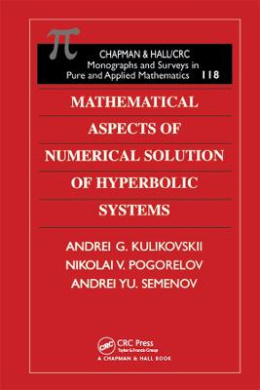 π
CHAPMAN & HALL/CRC
Monographs and Surveys in
Pure and Applied Mathematics 118
MATHEMATICAL
ASPECTS OF
NUMERICAL SOLUTION
OF HYPERBOLIC
SYSTEMS
ANDREI G. KULIKOVSKII
NIKOLAI V. POGORELOV
ANDREI YU. SEMENOV
CRC Press
Taylor & Francis Group
A CHAPMAN & HALL BOOK